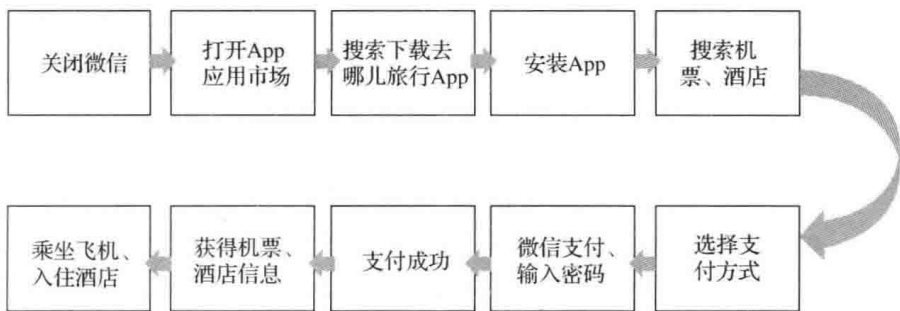 关闭微信
打开App
应用市场
搜索下载去
哪儿旅行App
安装App
搜索机
票、酒店
选择支
付方式
微信支付、
输入密码
支付成功
获得机票、
酒店信息
乘坐飞机、
入住酒店